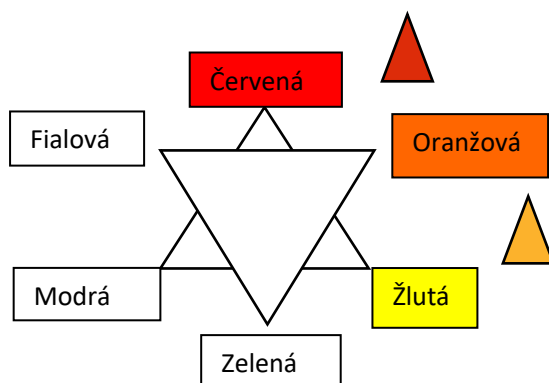 Červená
Fialová
Oranžová
Modrá
Žlutá
Zelená